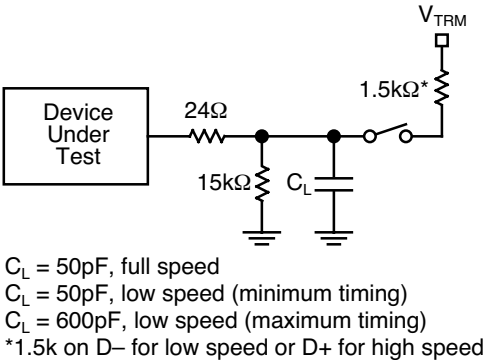 V_TRM
1.5kΩ*
Device
Under
Test
24Ω
15kΩ
C_L
C_L = 50pF, full speed
C_L = 50pF, low speed (minimum timing)
C_L = 600pF, low speed (maximum timing)
*1.5k on D– for low speed or D+ for high speed